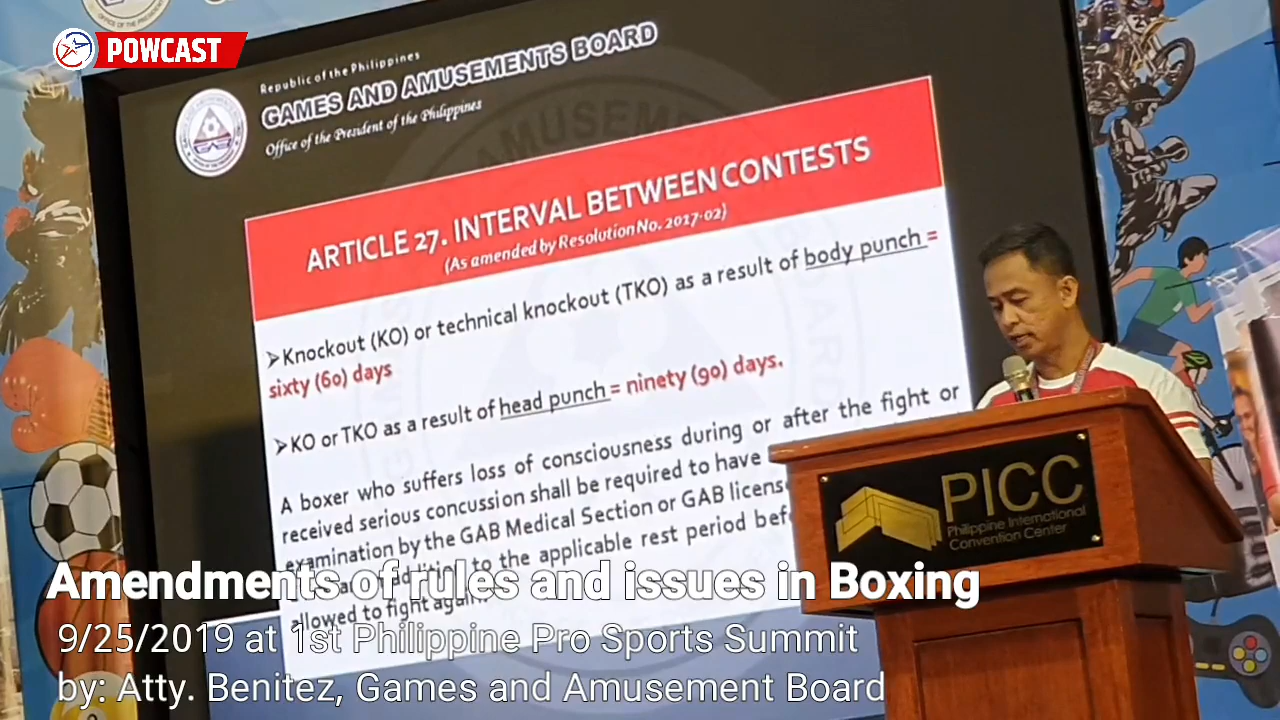 POWCAST
Republic of the Philippines
GAMES AND AMUSEMENTS BOARD
Office of the President of the Philippines
ARTICLE 27. INTERVAL BETWEEN CONTESTS
(As amended by Resolution No. 2017-02)
➢Knockout (KO) or technical knockout (TKO) as a result of body punch =
sixty (60) days
➢KO or TKO as a result of head punch = ninety (90) days.
A boxer who suffers loss of consciousness during or after the fight or
received serious concussion shall be required to have
examination by the GAB Medical Section or GAB license
to the applicable rest period
allowed to fight again.
PICC
Philippine International
Convention Center
Amendments of rules and issues in Boxing
9/25/2019 at 1st Philippine Pro Sports Summit
by: Atty. Benitez, Games and Amusement Board